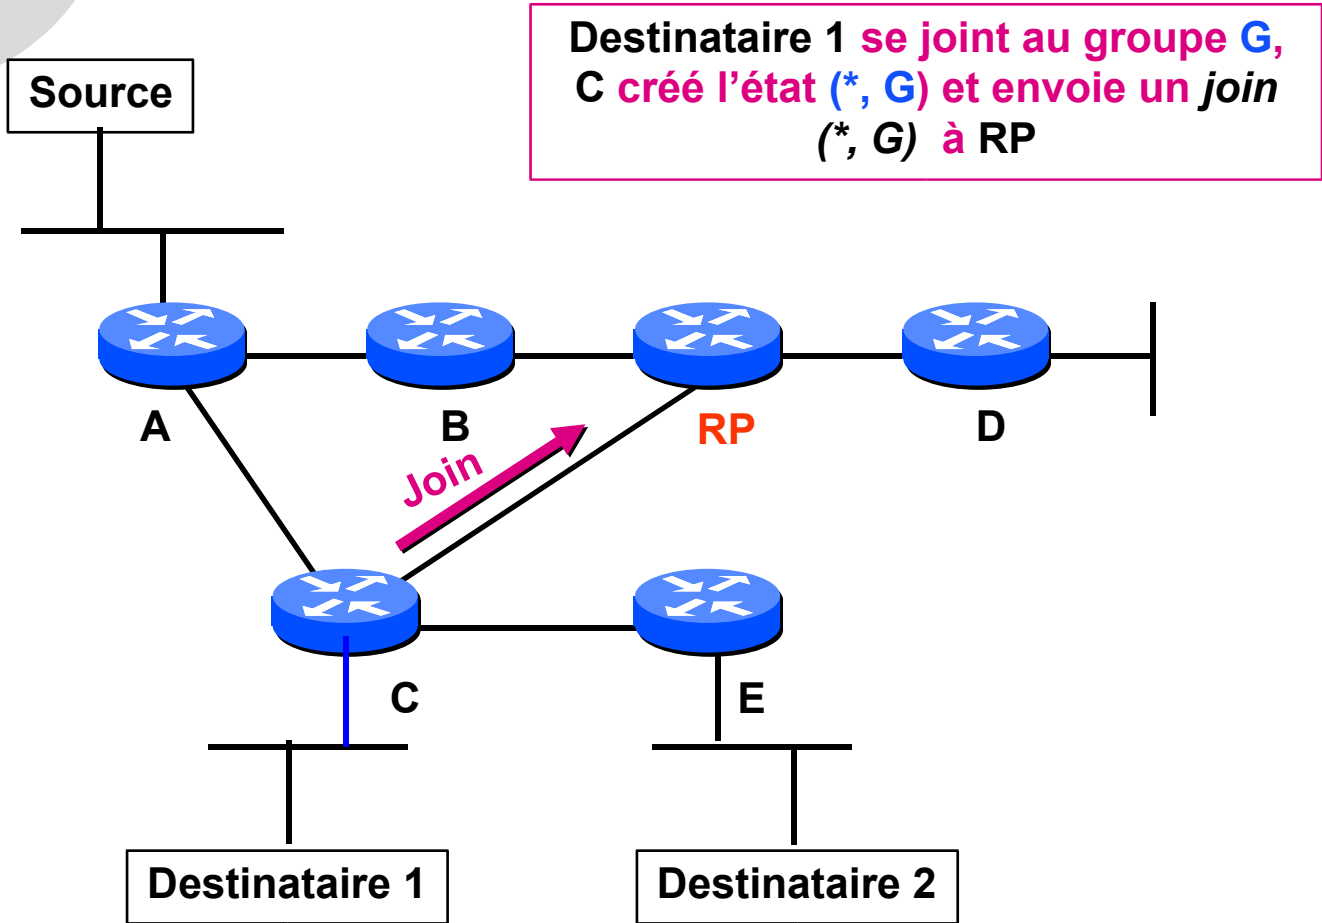 Destinataire 1 se joint au groupe G,
C créé l’état (*, G) et envoie un join
(*, G) à RP
Source
A
B
RP
D
Join
C
E
Destinataire 1
Destinataire 2